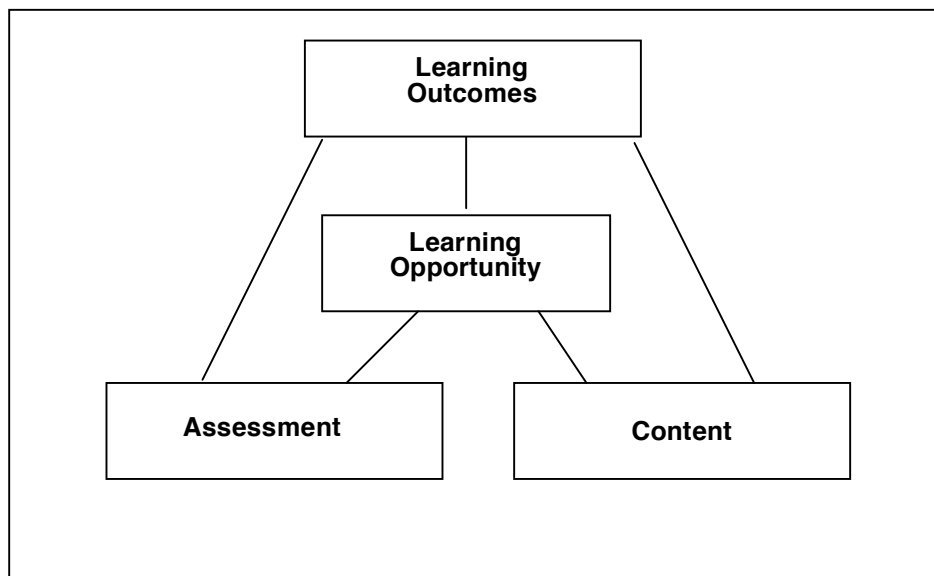 Learning
Outcomes
Learning
Opportunity
Assessment
Content